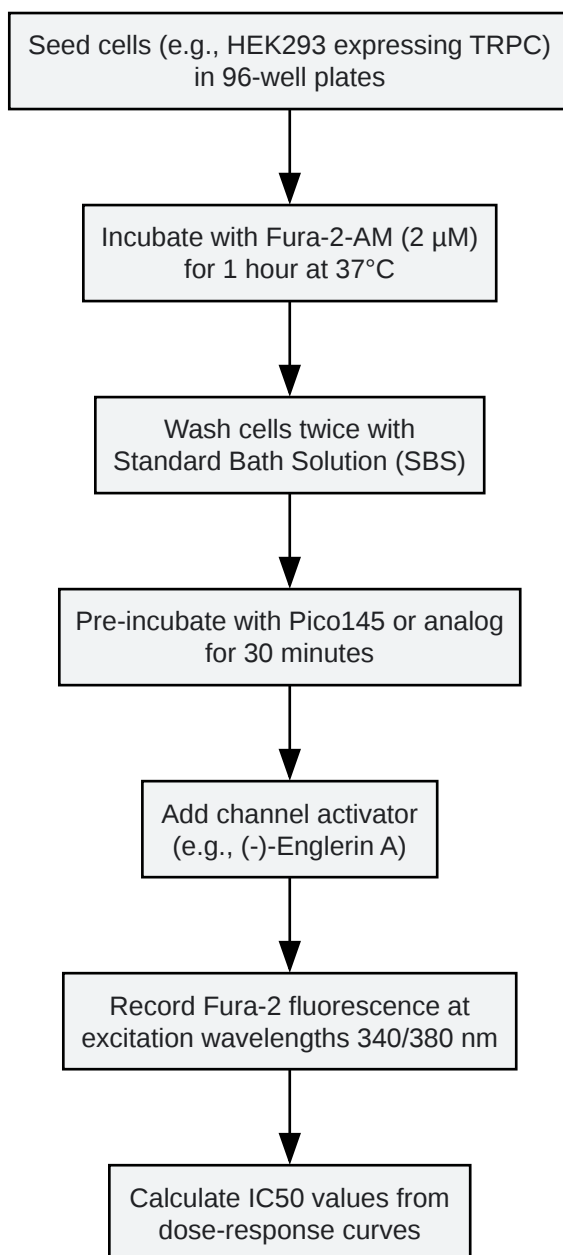 Seed cells (e.g., HEK293 expressing TRPC)
in 96-well plates
Incubate with Fura-2-AM (2 µM)
for 1 hour at 37°C
Wash cells twice with
Standard Bath Solution (SBS)
Pre-incubate with Pico145 or analog
for 30 minutes
Add channel activator
(e.g., (-)-Englerin A)
Record Fura-2 fluorescence at
excitation wavelengths 340/380 nm
Calculate IC50 values from
dose-response curves